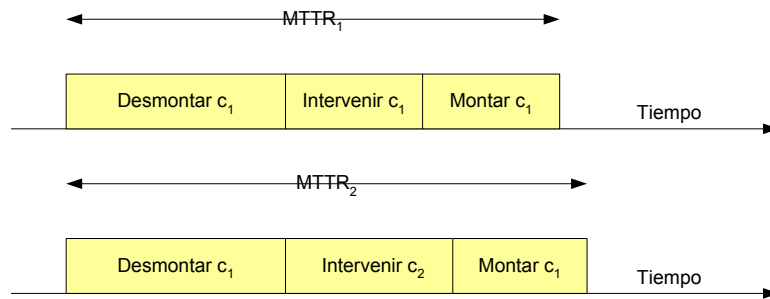 MTTR₁
Desmontar c₁ Intervenir c₁ Montar c₁ Tiempo
MTTR₂
Desmontar c₁ Intervenir c₂ Montar c₁ Tiempo